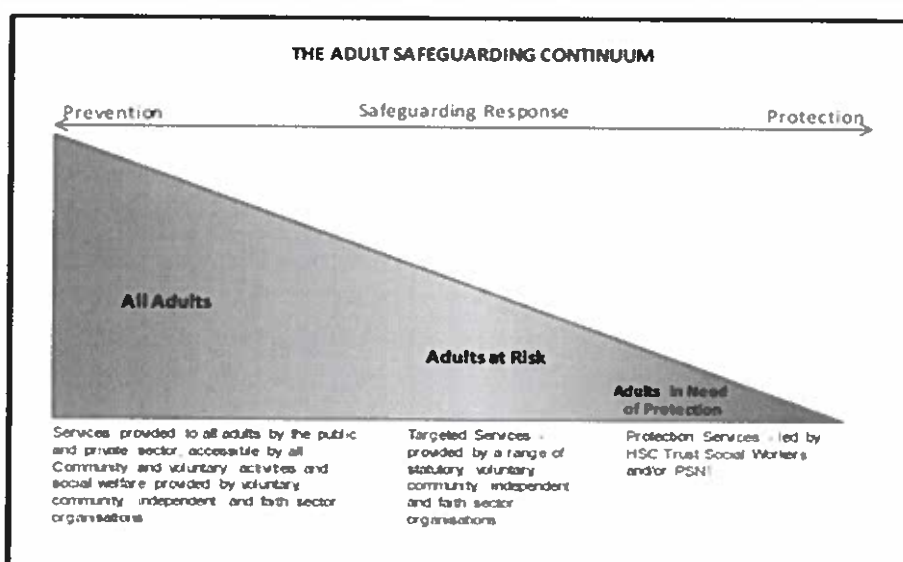 THE ADULT SAFEGUARDING CONTINUUM
Prevention
Safeguarding Response
Protection
All Adults
Adults at Risk
Adults in Need
of Protection
Services provided to all adults by the public
and private sector, accessible by all
Community and voluntary activities and
social welfare provided by voluntary
community, independent and faith sector
organisations
Targeted Services -
provided by a range of
statutory voluntary
community independent
and faith sector
organisations
Protection Services - led by
HSC Trust Social Workers
and/or PSNI